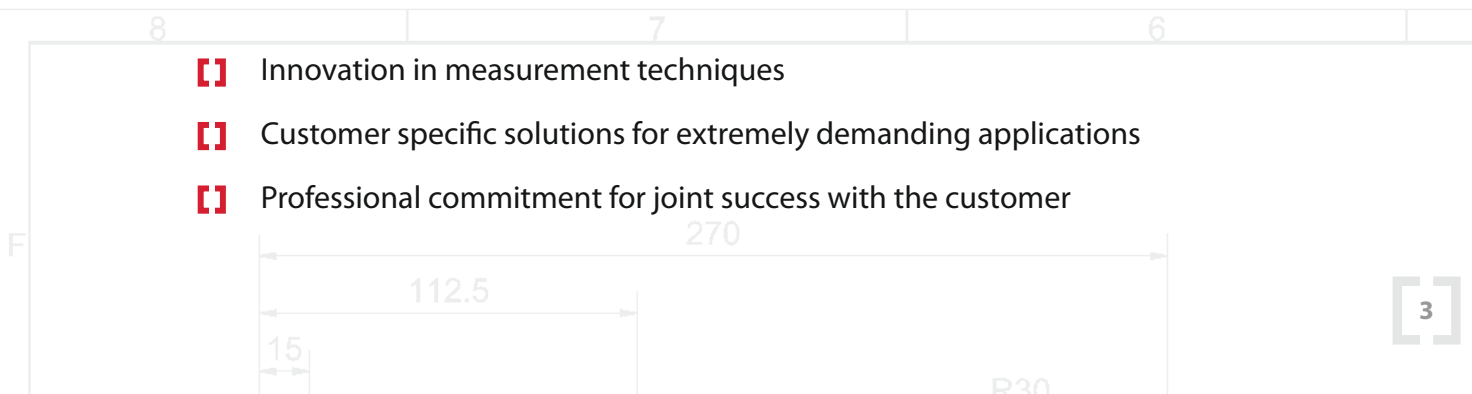 8 7 6
Innovation in measurement techniques
Customer specific solutions for extremely demanding applications
Professional commitment for joint success with the customer
F
270
112.5
3
15
R30